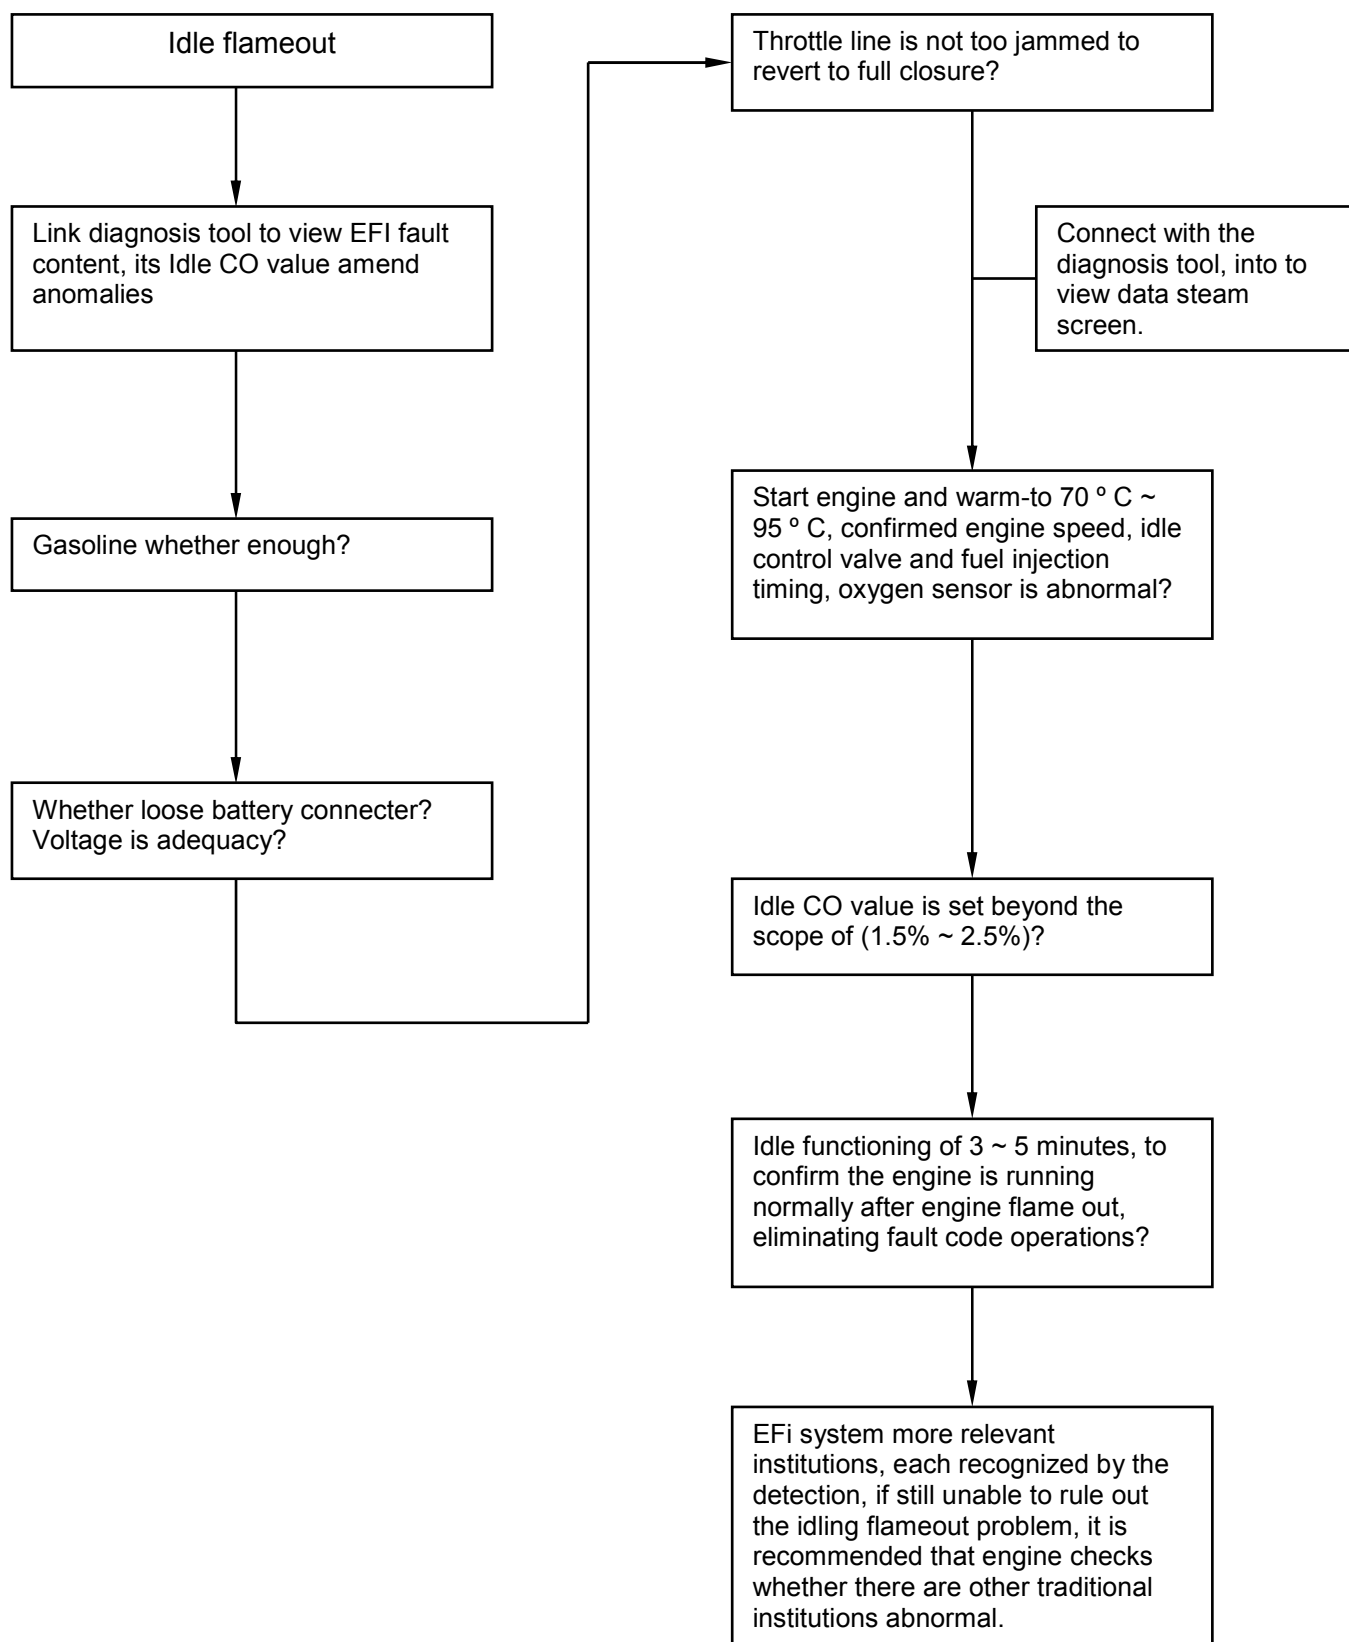 Idle flameout
Link diagnosis tool to view EFI fault
content, its Idle CO value amend
anomalies
Gasoline whether enough?
Whether loose battery connecter?
Voltage is adequacy?
Throttle line is not too jammed to
revert to full closure?
Connect with the
diagnosis tool, into to
view data steam
screen.
Start engine and warm-to 70 º C ~
95 º C, confirmed engine speed, idle
control valve and fuel injection
timing, oxygen sensor is abnormal?
Idle CO value is set beyond the
scope of (1.5% ~ 2.5%)?
Idle functioning of 3 ~ 5 minutes, to
confirm the engine is running
normally after engine flame out,
eliminating fault code operations?
EFi system more relevant
institutions, each recognized by the
detection, if still unable to rule out
the idling flameout problem, it is
recommended that engine checks
whether there are other traditional
institutions abnormal.